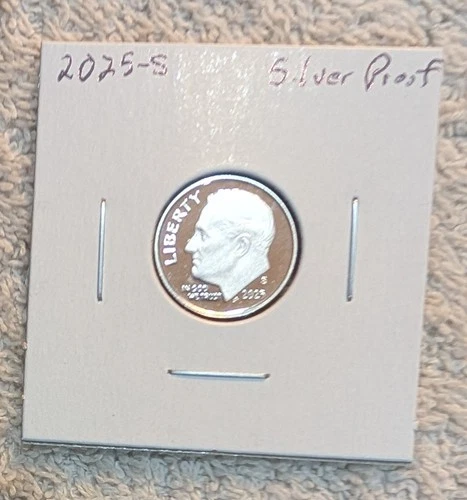 2025-S Silver Proof
LIBERTY
IN GOD
WE TRUST
S
2025